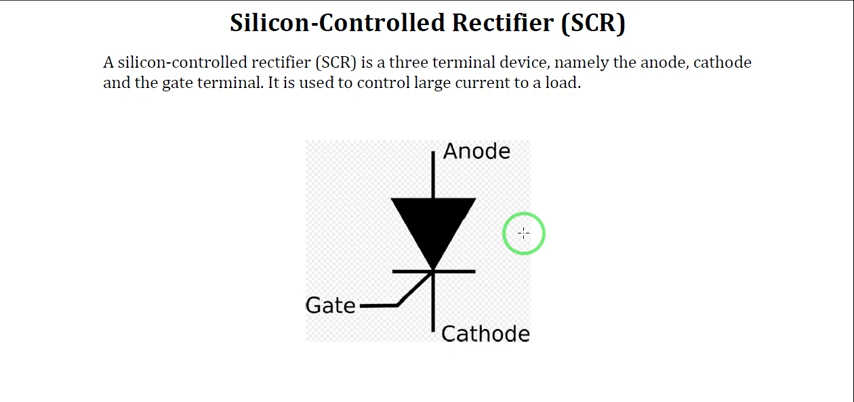 Silicon-Controlled Rectifier (SCR)
A silicon-controlled rectifier (SCR) is a three terminal device, namely the anode, cathode
and the gate terminal. It is used to control large current to a load.
Anode
Gate
Cathode